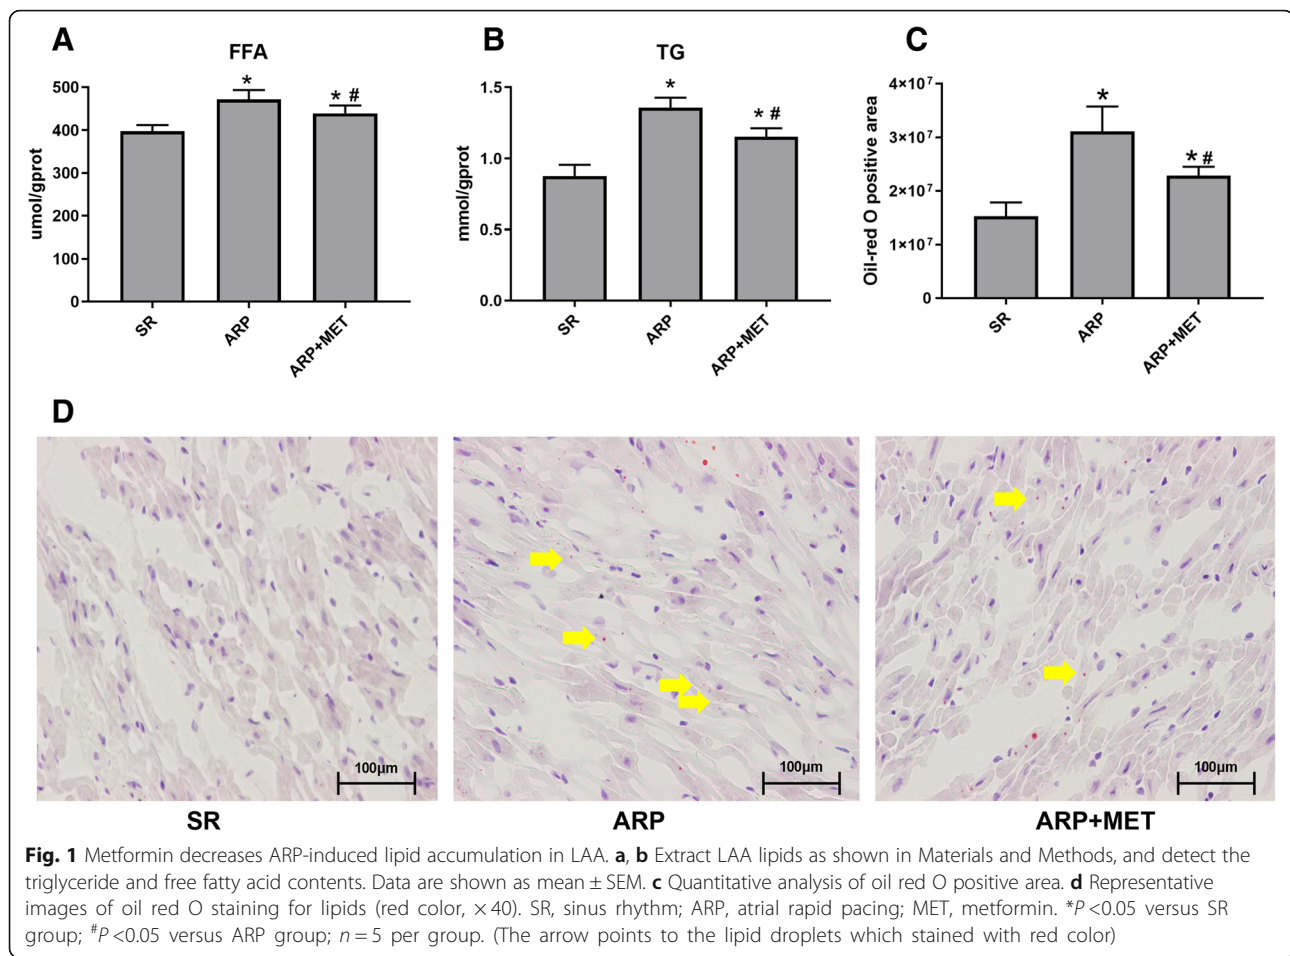 A
FFA
umol/gprot
500
400
300
200
100
0
*
* #
SR
ARP
ARP+MET
B
TG
mmol/gprot
1.5
1.0
0.5
0.0
*
* #
SR
ARP
ARP+MET
C
Oil-red O positive area
4×10⁷
3×10⁷
2×10⁷
1×10⁷
0
*
* #
SR
ARP
ARP+MET
D
100μm
100μm
100μm
SR
ARP
ARP+MET
Fig. 1 Metformin decreases ARP-induced lipid accumulation in LAA. a, b Extract LAA lipids as shown in Materials and Methods, and detect the
triglyceride and free fatty acid contents. Data are shown as mean ± SEM. c Quantitative analysis of oil red O positive area. d Representative
images of oil red O staining for lipids (red color, × 40). SR, sinus rhythm; ARP, atrial rapid pacing; MET, metformin. *P <0.05 versus SR
group; #P <0.05 versus ARP group; n = 5 per group. (The arrow points to the lipid droplets which stained with red color)